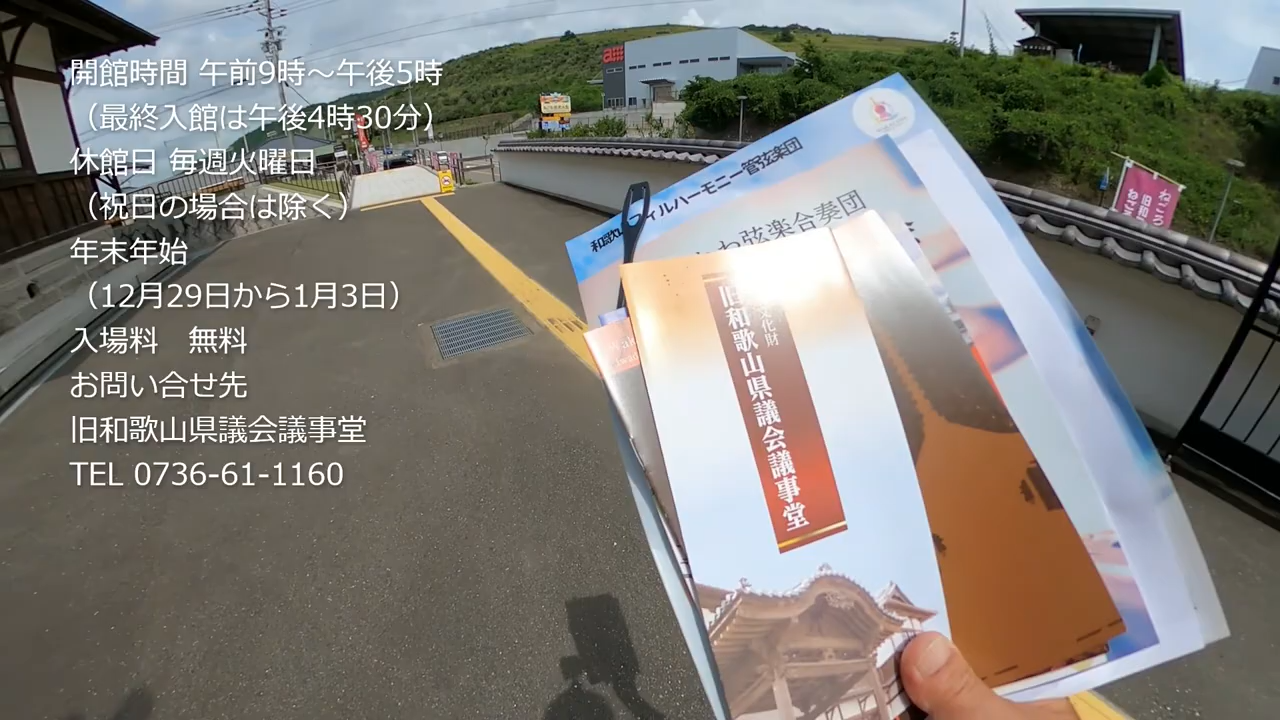 開館時間 午前9時～午後5時
（最終入館は午後4時30分）
休館日 毎週火曜日
（祝日の場合は除く）
年末年始
（12月29日から1月3日）
入場料　無料
お問い合せ先
旧和歌山県議会議事堂
TEL 0736-61-1160
フィルハーモニー管弦楽団
弦楽合奏団
文化財
旧和歌山県議会議事堂